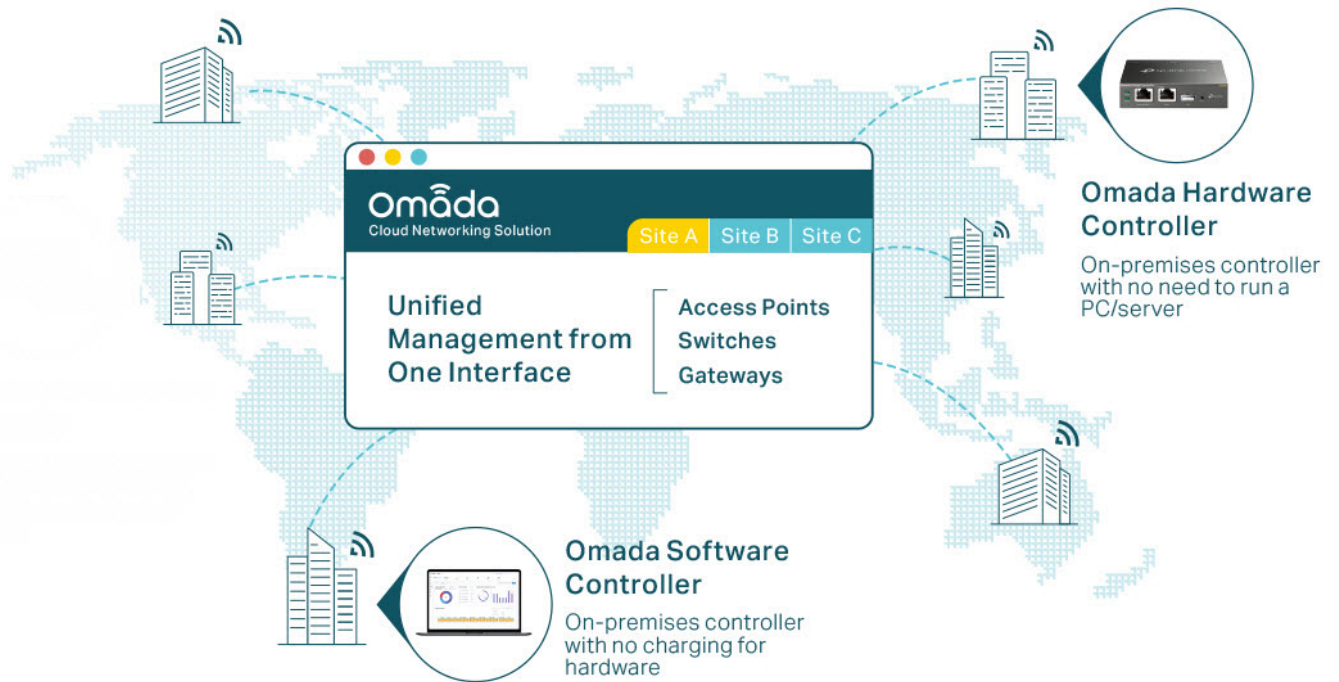 Omada
Cloud Networking Solution
Site A
Site B
Site C
Unified
Management from
One Interface
Access Points
Switches
Gateways
Omada Hardware
Controller
On-premises controller
with no need to run a
PC/server
Omada Software
Controller
On-premises controller
with no charging for
hardware